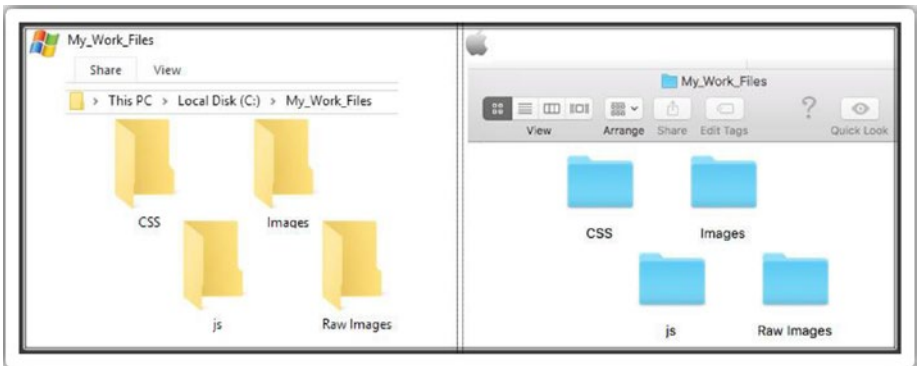 My_Work_Files
Share View
This PC > Local Disk (C:) > My_Work_Files
CSS Images
js Raw Images
My_Work_Files
View Arrange Share Edit Tags ? Quick Look
CSS Images
js Raw Images